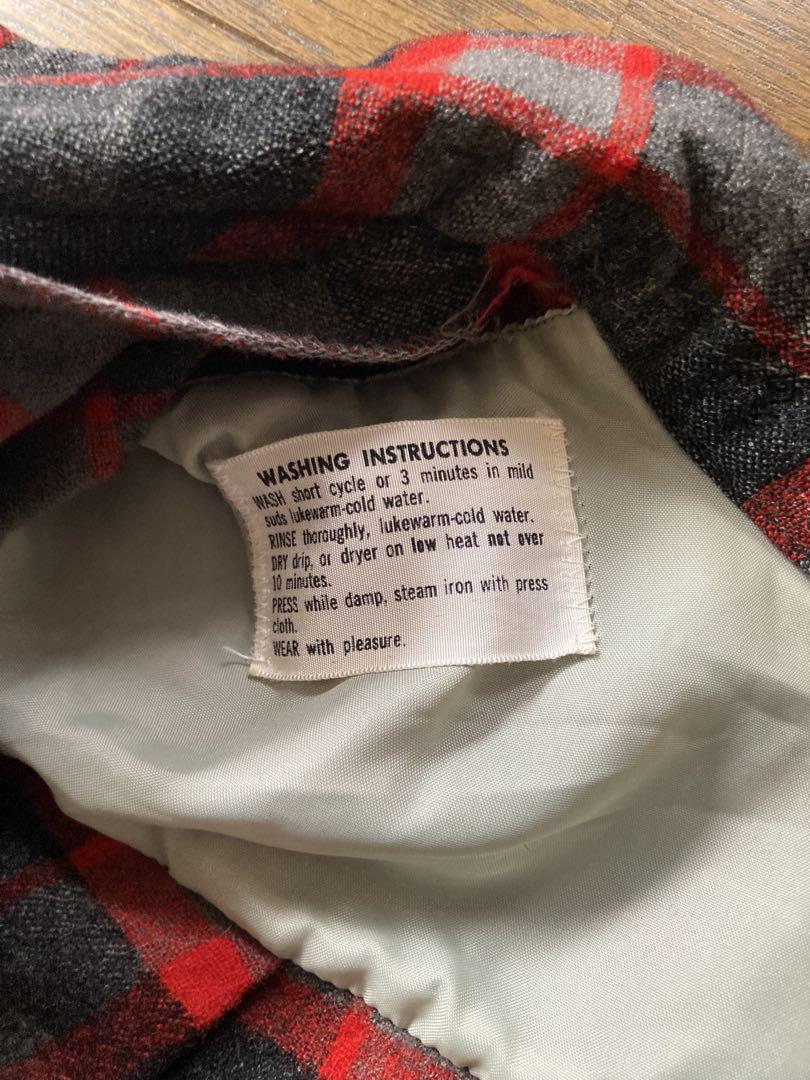 WASHING INSTRUCTIONS
WASH short cycle or 3 minutes in mild
suds lukewarm-cold water.
RINSE thoroughly, lukewarm-cold water.
DRY drip, or dryer on low heat not over
10 minutes.
PRESS while damp, steam iron with press
cloth.
WEAR with pleasure.